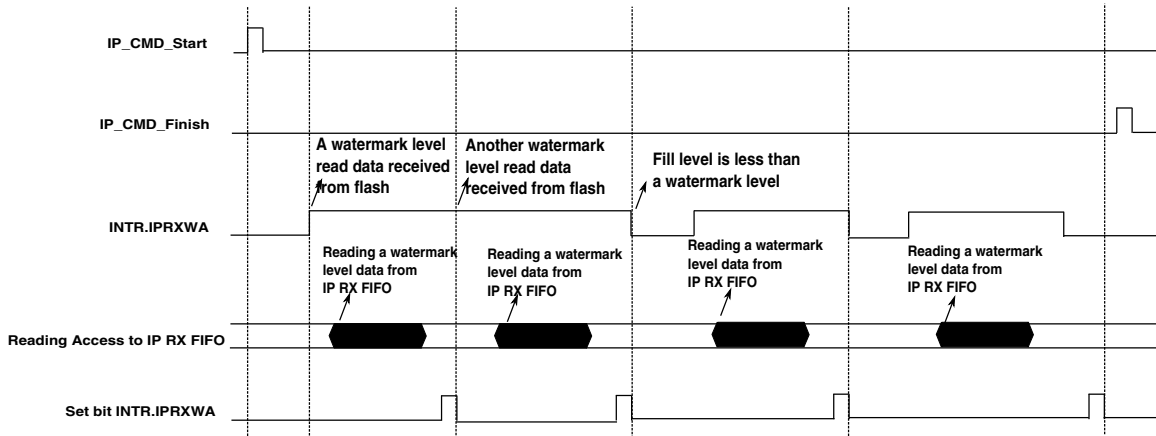 IP_CMD_Start
IP_CMD_Finish
A watermark level
read data received
from flash
Another watermark
level read data
received from flash
Fill level is less than
a watermark level
INTR.IPRXWA
Reading a watermark
level data from
IP RX FIFO
Reading a watermark
level data from
IP RX FIFO
Reading a watermark
level data from
IP RX FIFO
Reading a watermark
level data from
IP RX FIFO
Reading Access to IP RX FIFO
Set bit INTR.IPRXWA